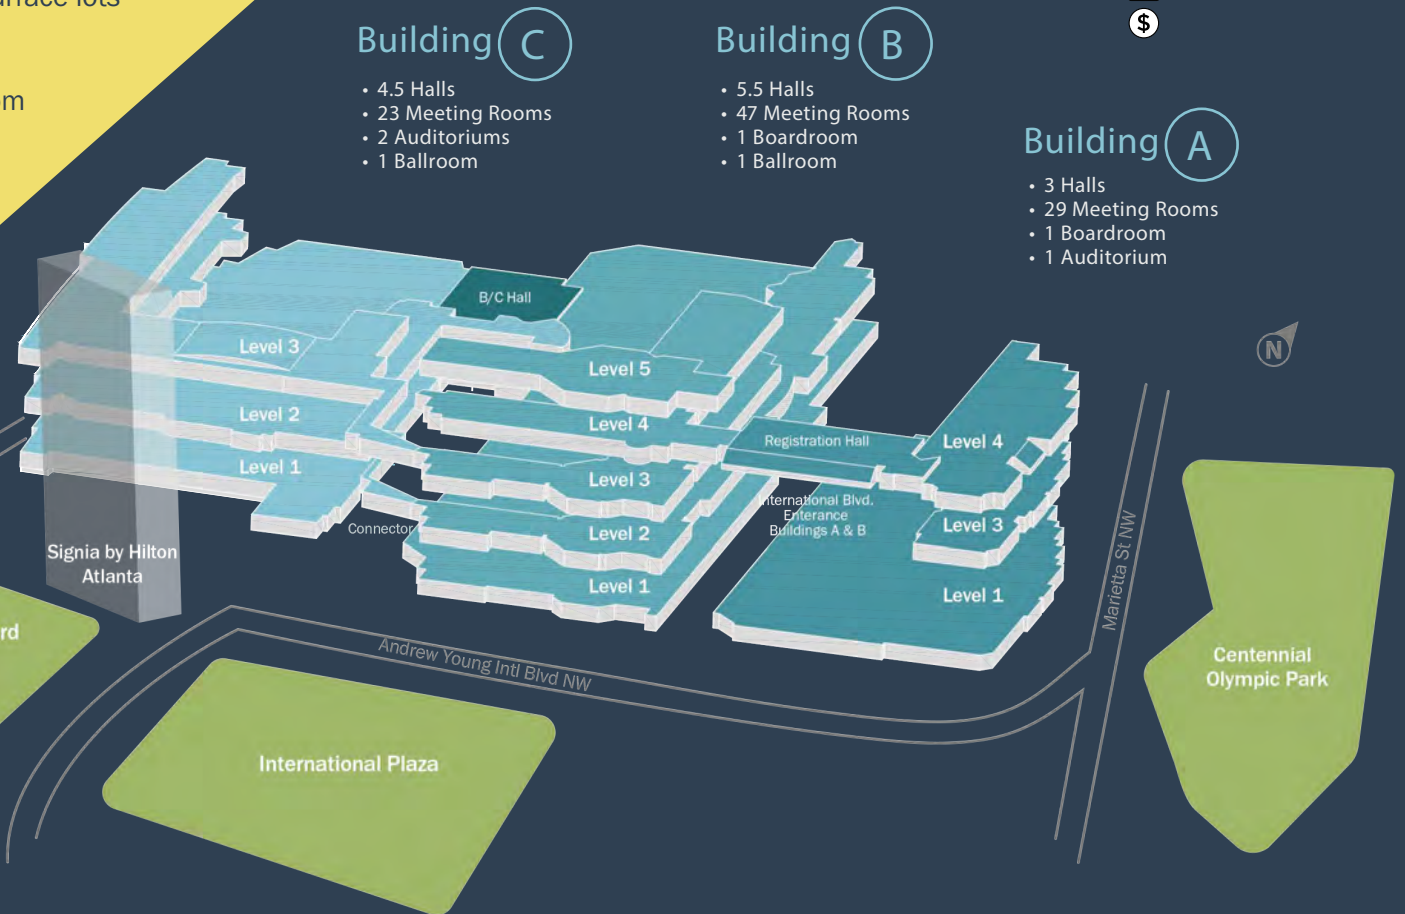 Building C
• 4.5 Halls
• 23 Meeting Rooms
• 2 Auditoriums
• 1 Ballroom
Building B
• 5.5 Halls
• 47 Meeting Rooms
• 1 Boardroom
• 1 Ballroom
$
Building A
• 3 Halls
• 29 Meeting Rooms
• 1 Boardroom
• 1 Auditorium
N
B/C Hall
Level 3
Level 2
Level 1
Connector
Signia by Hilton
Atlanta
Level 5
Level 4
Level 3
Level 2
Level 1
Registration Hall
International Blvd.
Enterance
Buildings A & B
Level 4
Level 3
Level 1
Marietta St NW
Andrew Young Intl Blvd NW
Centennial
Olympic Park
International Plaza
lots